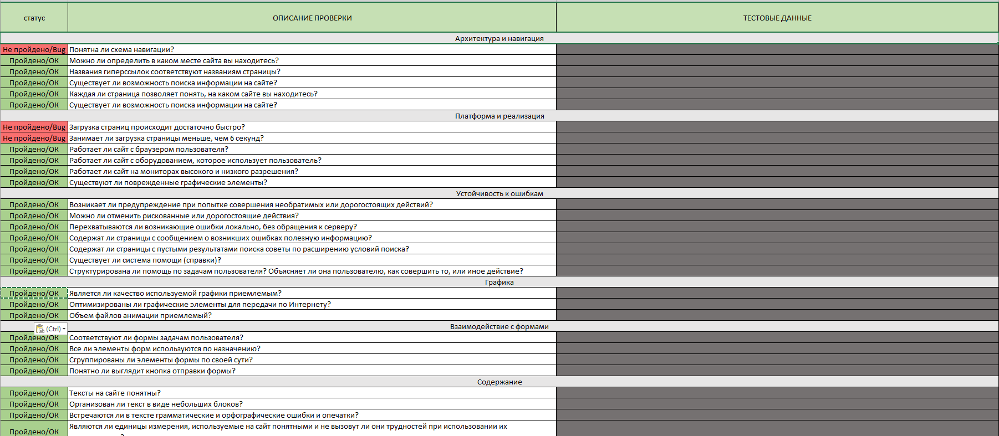 статус ОПИСАНИЕ ПРОВЕРКИ ТЕСТОВЫЕ ДАННЫЕ
Архитектура и навигация
Не пройдено/Bug Понятна ли схема навигации?
Пройдено/ОК Можно ли определить в каком месте сайта вы находитесь?
Пройдено/ОК Названия гиперссылок соответствуют названиям страницы?
Пройдено/ОК Существует ли возможность поиска информации на сайте?
Пройдено/ОК Каждая ли страница позволяет понять, на каком сайте вы находитесь?
Пройдено/ОК Существует ли возможность поиска информации на сайте?
Платформа и реализация
Не пройдено/Bug Загрузка страниц происходит достаточно быстро?
Не пройдено/Bug Занимает ли загрузка страницы меньше, чем 6 секунд?
Пройдено/ОК Работает ли сайт с браузером пользователя?
Пройдено/ОК Работает ли сайт с оборудованием, которое использует пользователь?
Пройдено/ОК Работает ли сайт на мониторах высокого и низкого разрешения?
Пройдено/ОК Существуют ли поврежденные графические элементы?
Устойчивость к ошибкам
Пройдено/ОК Возникает ли предупреждение при попытке совершения необратимых или дорогостоящих действий?
Пройдено/ОК Можно ли отменить рискованные или дорогостоящие действия?
Пройдено/ОК Перехватываются ли возникающие ошибки локально, без обращения к серверу?
Пройдено/ОК Содержат ли страницы с сообщением о возникших ошибках полезную информацию?
Пройдено/ОК Содержат ли страницы с пустыми результатами поиска советы по расширению условий поиска?
Пройдено/ОК Существует ли система помощи (справки)?
Пройдено/ОК Структурирована ли помощь по задачам пользователя? Объясняет ли она пользователю, как совершить то, или иное действие?
Графика
Пройдено/ОК Является ли качество используемой графики приемлемым?
Пройдено/ОК Оптимизированы ли графические элементы для передачи по Интернету?
Пройдено/ОК Объем файлов анимации приемлемый?
Взаимодействие с формами
(Ctrl)
Пройдено/ОК Соответствуют ли формы задачам пользователя?
Пройдено/ОК Все ли элементы форм используются по назначению?
Пройдено/ОК Сгруппированы ли элементы формы по своей сути?
Пройдено/ОК Понятно ли выглядит кнопка отправки формы?
Содержание
Пройдено/ОК Тексты на сайте понятны?
Пройдено/ОК Организован ли текст в виде небольших блоков?
Пройдено/ОК Встречаются ли в тексте грамматические и орфографические ошибки и опечатки?
Пройдено/ОК Являются ли единицы измерения, используемые на сайт понятными и не вызовут ли они трудностей при использовании их